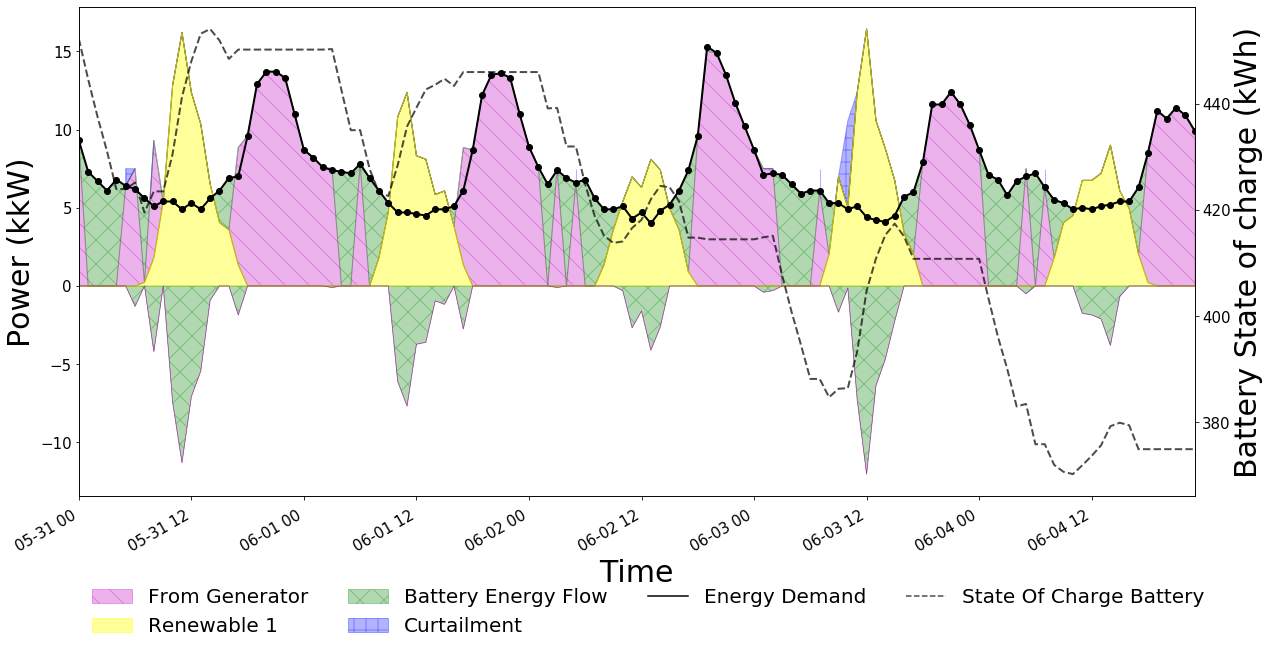 Power (kkW)
15
10
5
0
−5
−10
Battery State of charge (kWh)
440
420
400
380
05-31 00
05-31 12
06-01 00
06-01 12
06-02 00
06-02 12
06-03 00
06-03 12
06-04 00
06-04 12
Time
From Generator
Battery Energy Flow
Energy Demand
State Of Charge Battery
Renewable 1
Curtailment